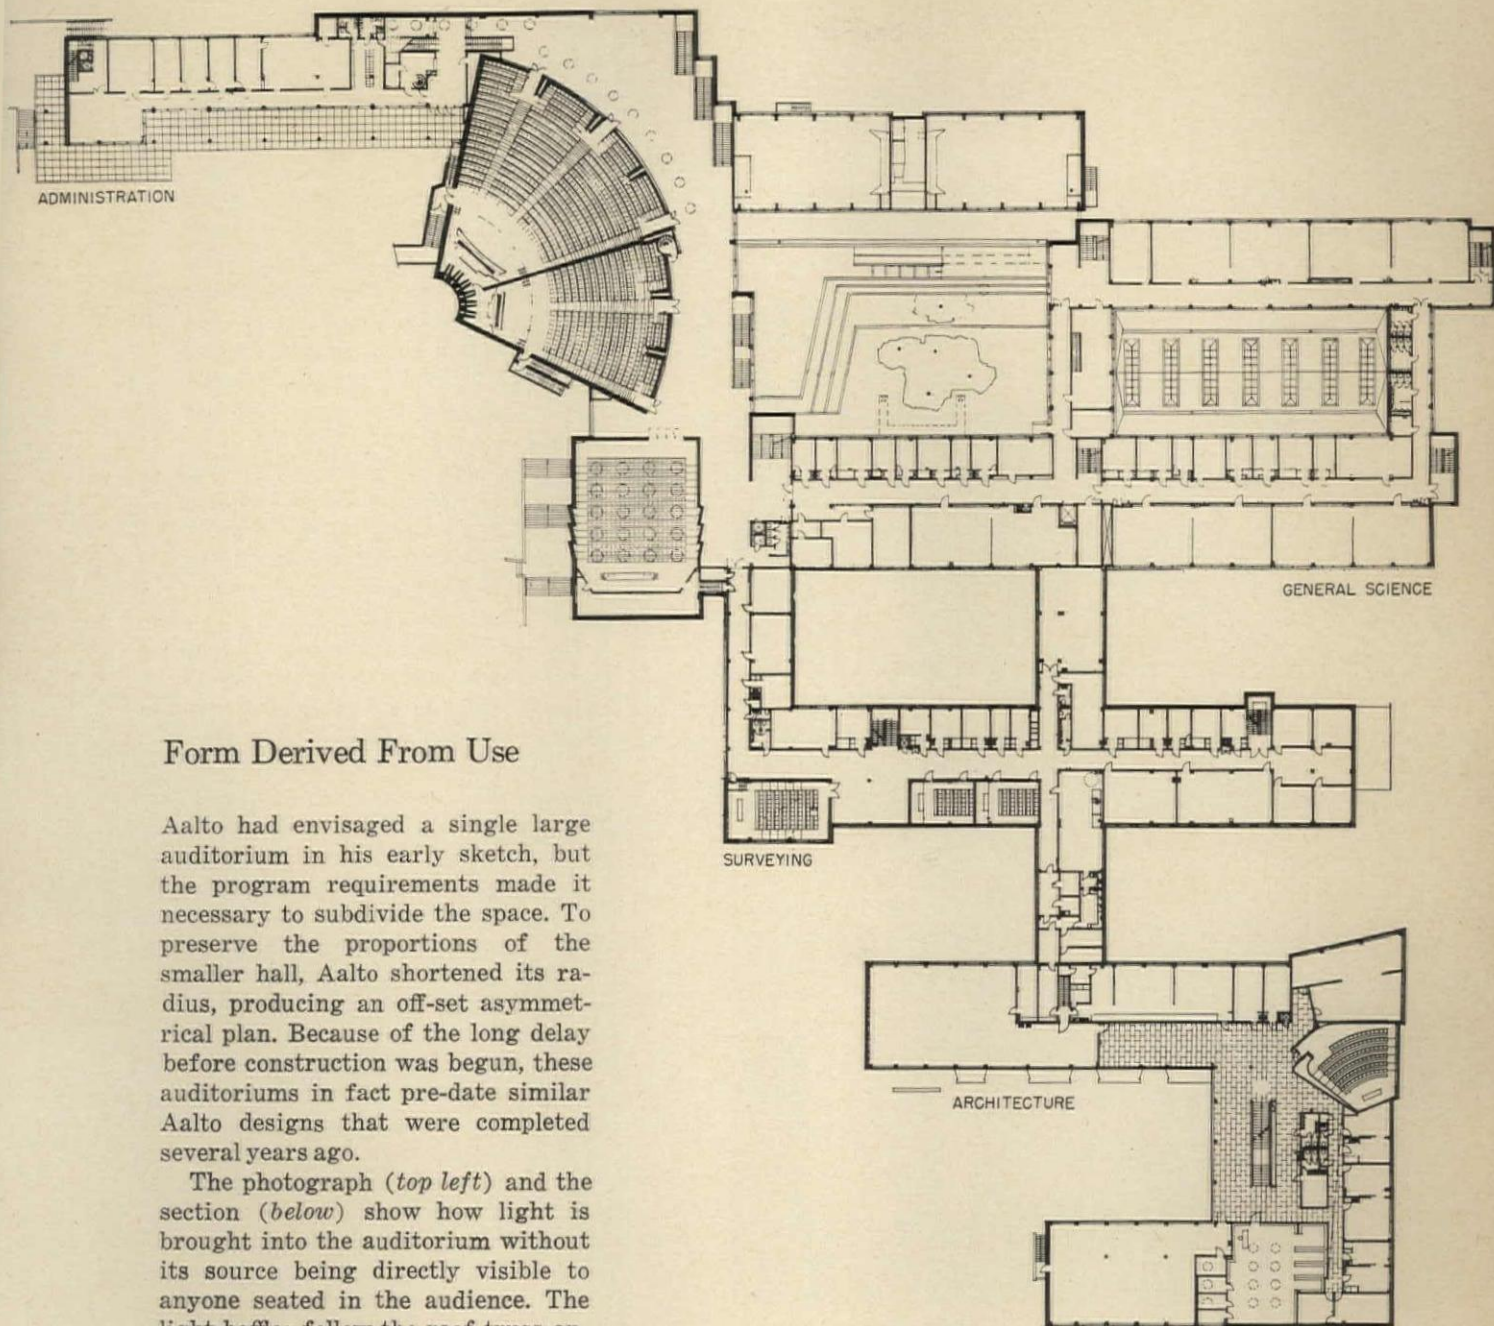 ADMINISTRATION
GENERAL SCIENCE
SURVEYING
ARCHITECTURE
Form Derived From Use
Aalto had envisaged a single large
auditorium in his early sketch, but
the program requirements made it
necessary to subdivide the space. To
preserve the proportions of the
smaller hall, Aalto shortened its ra-
dius, producing an off-set asymmet-
rical plan. Because of the long delay
before construction was begun, these
auditoriums in fact pre-date similar
Aalto designs that were completed
several years ago.
The photograph (top left) and the
section (below) show how light is
brought into the auditorium without
its source being directly visible to
anyone seated in the audience. The